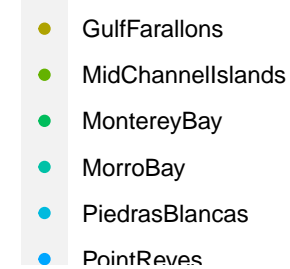 GulfFarallons
MidChannelIslands
MontereyBay
MorroBay
PiedrasBlancas
PointReyes